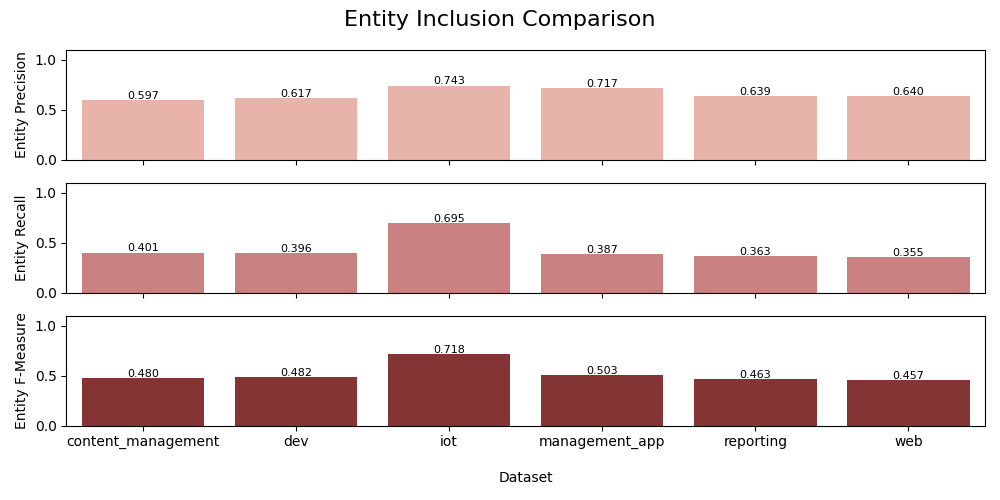 Entity Inclusion Comparison
Entity Precision
1.0
0.5
0.0
0.597
0.617
0.743
0.717
0.639
0.640
Entity Recall
1.0
0.5
0.0
0.401
0.396
0.695
0.387
0.363
0.355
Entity F-Measure
1.0
0.5
0.0
0.480
0.482
0.718
0.503
0.463
0.457
content_management
dev
iot
management_app
reporting
web
Dataset